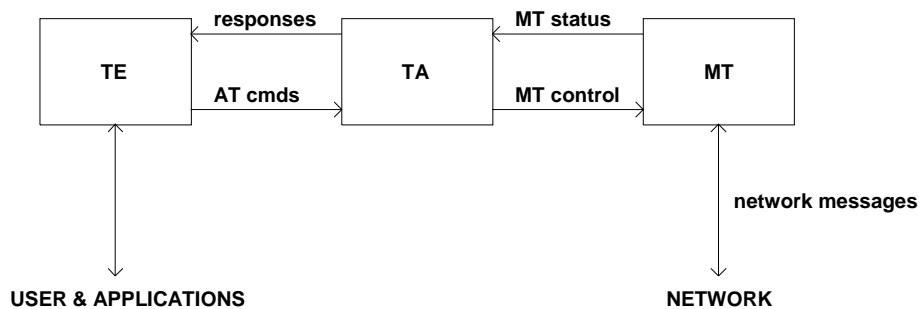 responses
MT status
TE
TA
MT
AT cmds
MT control
network messages
USER & APPLICATIONS
NETWORK